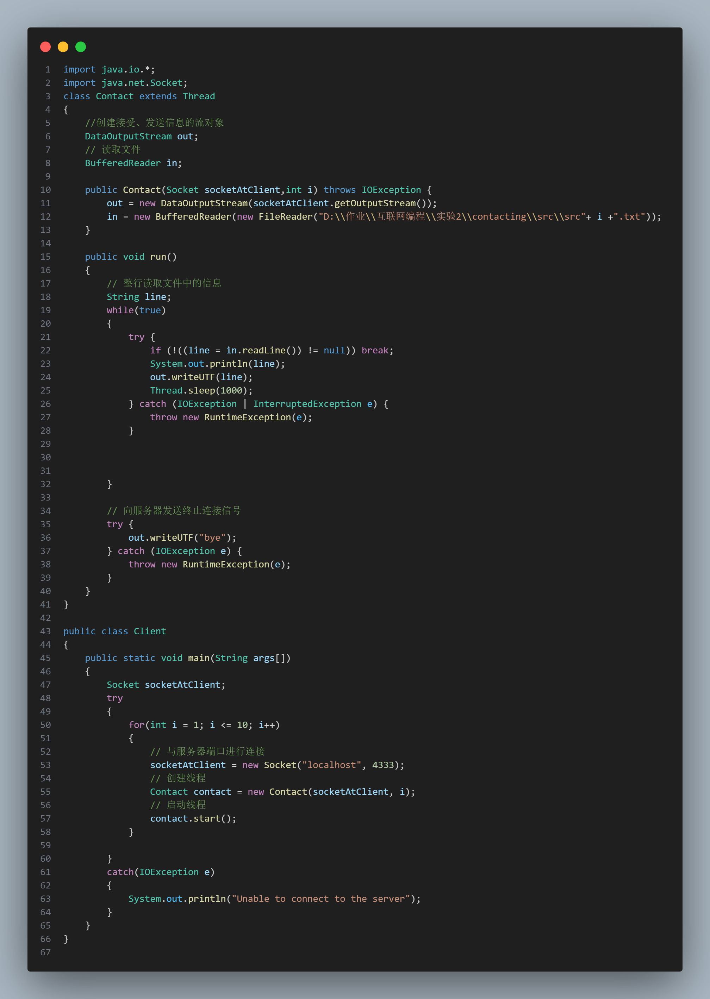 1 import java.io.*;
2 import java.net.Socket;
3 class Contact extends Thread
4 {
5     //创建接受、发送信息的流对象
6     DataOutputStream out;
7     // 读取文件
8     BufferedReader in;
9
10     public Contact(Socket socketAtClient,int i) throws IOException {
11         out = new DataOutputStream(socketAtClient.getOutputStream());
12         in = new BufferedReader(new FileReader("D:\\作业\\互联网编程\\实验2\\contacting\\src\\src"+ i +".txt"));
13     }
14
15     public void run()
16     {
17         // 整行读取文件中的信息
18         String line;
19         while(true)
20         {
21             try {
22                 if (!((line = in.readLine()) != null)) break;
23                 System.out.println(line);
24                 out.writeUTF(line);
25                 Thread.sleep(1000);
26             } catch (IOException | InterruptedException e) {
27                 throw new RuntimeException(e);
28             }
29
30
31
32         }
33
34         // 向服务器发送终止连接信号
35         try {
36             out.writeUTF("bye");
37         } catch (IOException e) {
38             throw new RuntimeException(e);
39         }
40     }
41 }
42
43 public class Client
44 {
45     public static void main(String args[])
46     {
47         Socket socketAtClient;
48         try
49         {
50             for(int i = 1; i <= 10; i++)
51             {
52                 // 与服务器端口进行连接
53                 socketAtClient = new Socket("localhost", 4333);
54                 // 创建线程
55                 Contact contact = new Contact(socketAtClient, i);
56                 // 启动线程
57                 contact.start();
58             }
59
60         }
61         catch(IOException e)
62         {
63             System.out.println("Unable to connect to the server");
64         }
65     }
66 }
67